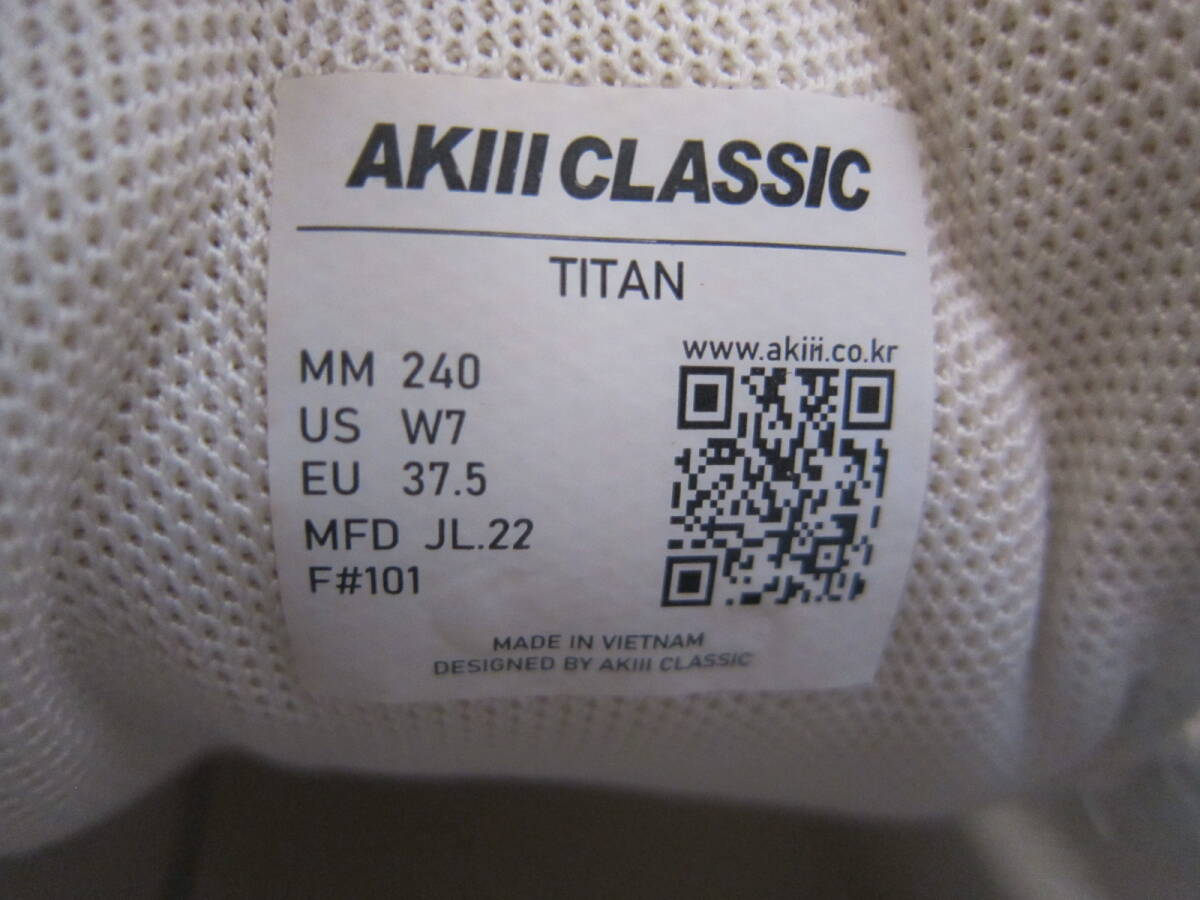 AKIII CLASSIC
TITAN
MM 240
US W7
EU 37.5
MFD JL.22
F#101
www.akiii.co.kr
MADE IN VIETNAM
DESIGNED BY AKIII CLASSIC